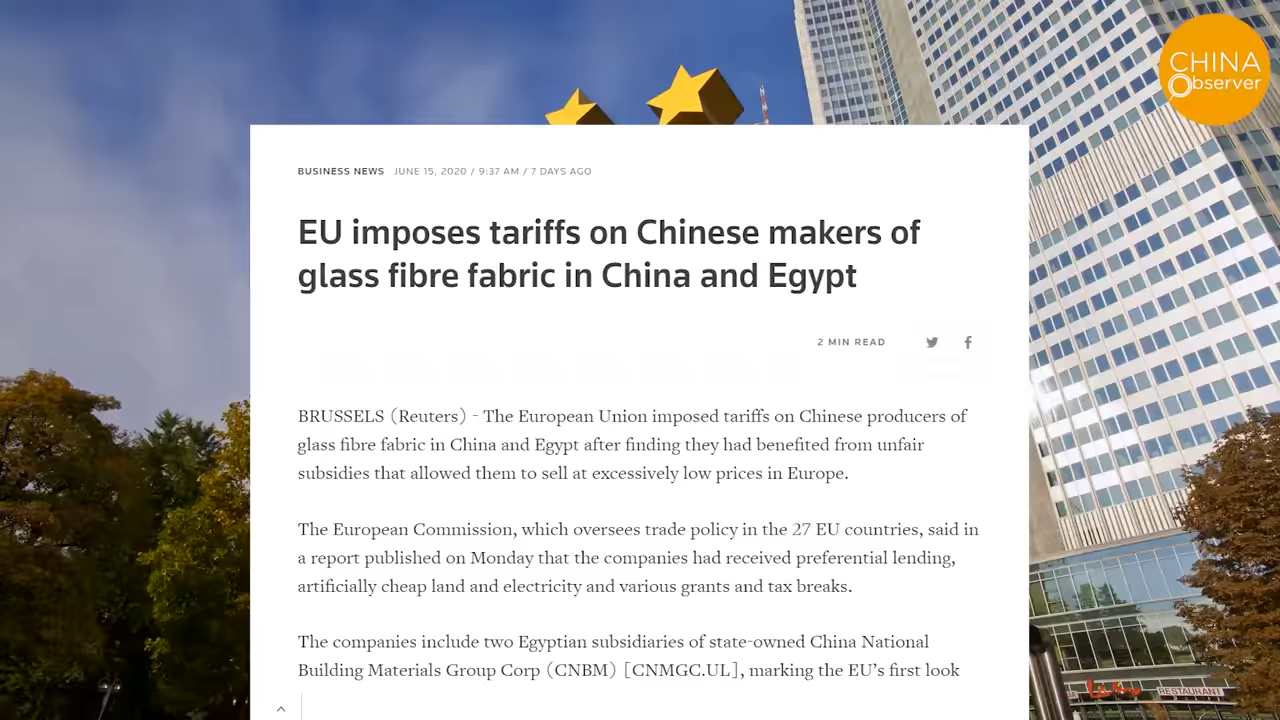 CHINA
Observer
BUSINESS NEWS JUNE 15, 2020 / 9:37 AM / 7 DAYS AGO
EU imposes tariffs on Chinese makers of
glass fibre fabric in China and Egypt
2 MIN READ
BRUSSELS (Reuters) - The European Union imposed tariffs on Chinese producers of
glass fibre fabric in China and Egypt after finding they had benefited from unfair
subsidies that allowed them to sell at excessively low prices in Europe.
The European Commission, which oversees trade policy in the 27 EU countries, said in
a report published on Monday that the companies had received preferential lending,
artificially cheap land and electricity and various grants and tax breaks.
The companies include two Egyptian subsidiaries of state-owned China National
Building Materials Group Corp (CNBM) [CNMGC.UL], marking the EU’s first look
RESTAURANT